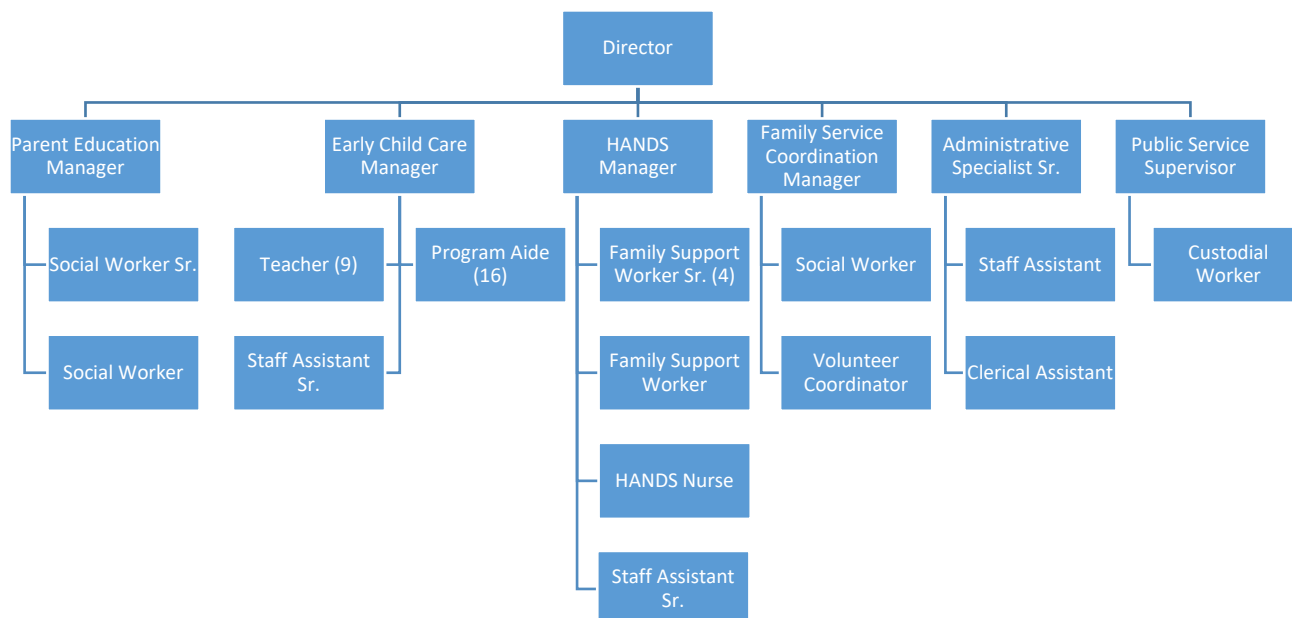 Director
Parent Education
Manager
Early Child Care
Manager
HANDS
Manager
Family Service
Coordination
Manager
Administrative
Specialist Sr.
Public Service
Supervisor
Social Worker Sr.
Teacher (9)
Program Aide
(16)
Family Support
Worker Sr. (4)
Social Worker
Staff Assistant
Custodial
Worker
Social Worker
Staff Assistant
Sr.
Family Support
Worker
Volunteer
Coordinator
Clerical Assistant
HANDS Nurse
Staff Assistant
Sr.